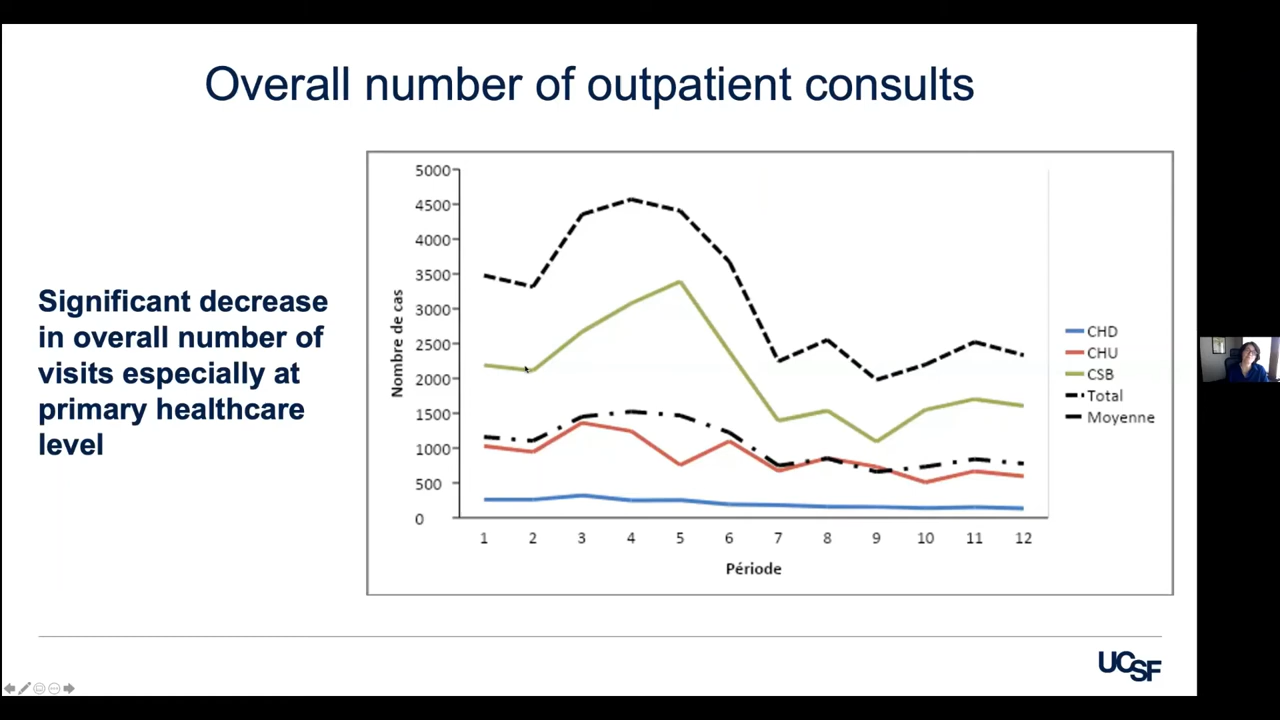 Overall number of outpatient consults
Significant decrease
in overall number of
visits especially at
primary healthcare
level
5000
4500
4000
3500
3000
2500
2000
1500
1000
500
0
Nombre de cas
1 2 3 4 5 6 7 8 9 10 11 12
Période
CHD
CHU
CSB
Total
Moyenne
UCSF